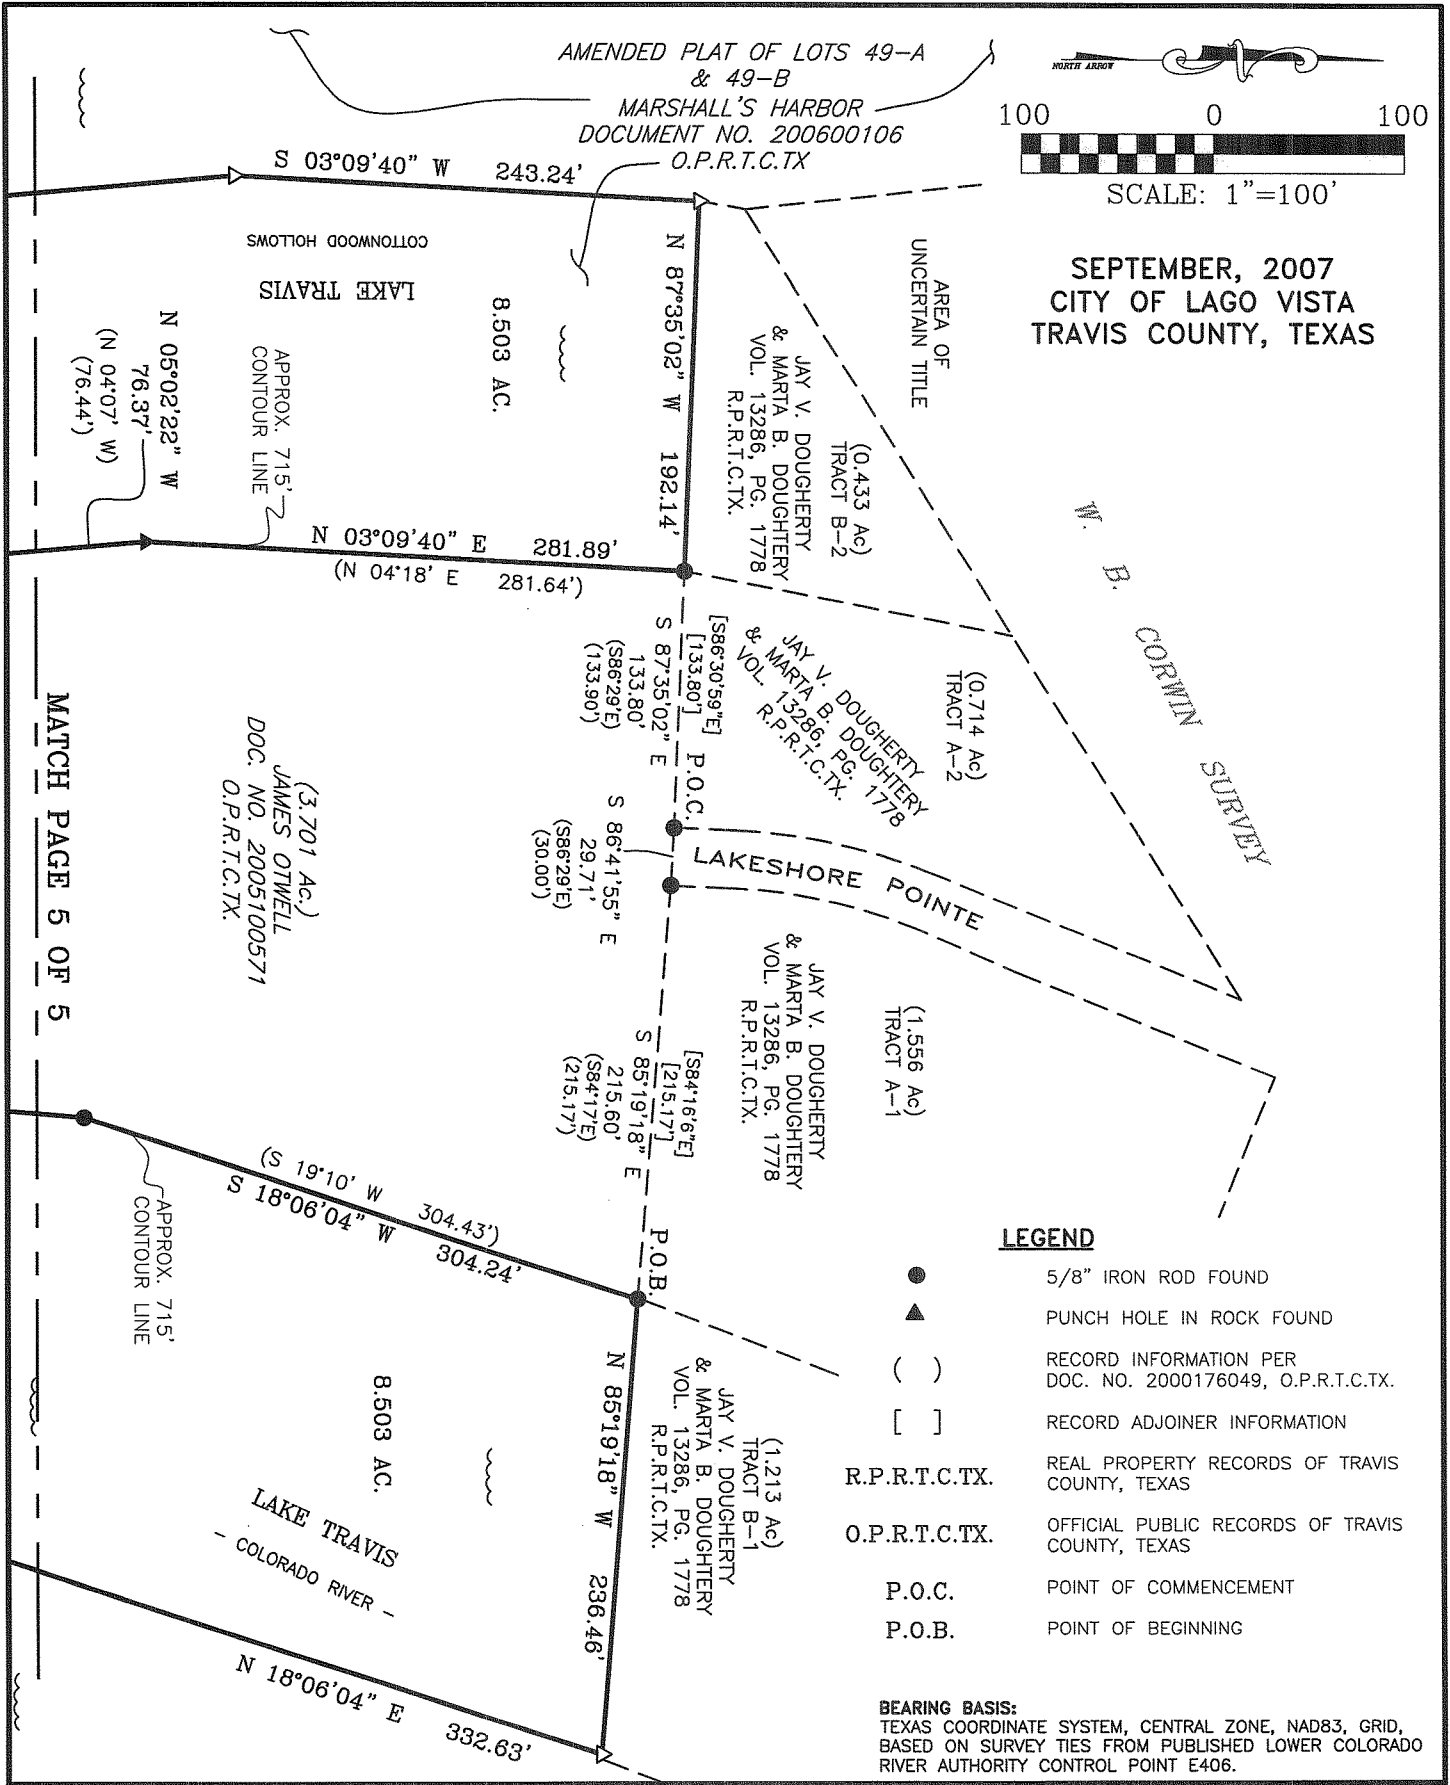 AMENDED PLAT OF LOTS 49-A
& 49-B
MARSHALL'S HARBOR
DOCUMENT NO. 200600106
O.P.R.T.C.TX
NORTH ARROW
N
100 0 100
SCALE: 1"=100'
SEPTEMBER, 2007
CITY OF LAGO VISTA
TRAVIS COUNTY, TEXAS
S 03°09'40" W 243.24'
COTTONWOOD HOLLOWS
LAKE TRAVIS
8.503 AC.
N 87°35'02" W 192.14'
AREA OF
UNCERTAIN TITLE
(0.433 Ac)
TRACT B-2
JAY V. DOUGHERTY
& MARTA B. DOUGHTERY
VOL. 13286, PG. 1778
R.P.R.T.C.TX.
N 05°02'22" W
76.37'
(N 04°07' W)
(76.44')
APPROX. 715'
CONTOUR LINE
N 03°09'40" E 281.89'
(N 04°18' E 281.64')
W. B. CORWIN SURVEY
(0.714 Ac)
TRACT A-2
JAY V. DOUGHERTY
& MARTA B. DOUGHTERY
VOL. 13286, PG. 1778
R.P.R.T.C.TX.
[S86°30'59"E]
[133.80']
S 87°35'02" E
133.80'
(S86°29'E)
(133.90')
P.O.C.
LAKESHORE POINTE
S 86°41'55" E
29.71'
(S86°29'E)
(30.00')
(3.701 Ac.)
JAMES OTWELL
DOC. NO. 2005100571
O.P.R.T.C.TX.
MATCH PAGE 5 OF 5
(1.556 Ac)
TRACT A-1
JAY V. DOUGHERTY
& MARTA B. DOUGHTERY
VOL. 13286, PG. 1778
R.P.R.T.C.TX.
[S84°16'6"E]
[215.17']
S 85°19'18" E
215.60'
(S84°17'E)
(215.17')
P.O.B.
(S 19°10' W 304.43')
S 18°06'04" W 304.24'
APPROX. 715'
CONTOUR LINE
8.503 AC.
LAKE TRAVIS
- COLORADO RIVER -
N 85°19'18" W 236.46'
(1.213 Ac)
TRACT B-1
JAY V. DOUGHERTY
& MARTA B. DOUGHTERY
VOL. 13286, PG. 1778
R.P.R.T.C.TX.
N 18°06'04" E 332.63'
LEGEND
5/8" IRON ROD FOUND
PUNCH HOLE IN ROCK FOUND
( ) RECORD INFORMATION PER
DOC. NO. 2000176049, O.P.R.T.C.TX.
[ ] RECORD ADJOINER INFORMATION
R.P.R.T.C.TX. REAL PROPERTY RECORDS OF TRAVIS
COUNTY, TEXAS
O.P.R.T.C.TX. OFFICIAL PUBLIC RECORDS OF TRAVIS
COUNTY, TEXAS
P.O.C. POINT OF COMMENCEMENT
P.O.B. POINT OF BEGINNING
BEARING BASIS:
TEXAS COORDINATE SYSTEM, CENTRAL ZONE, NAD83, GRID,
BASED ON SURVEY TIES FROM PUBLISHED LOWER COLORADO
RIVER AUTHORITY CONTROL POINT E406.